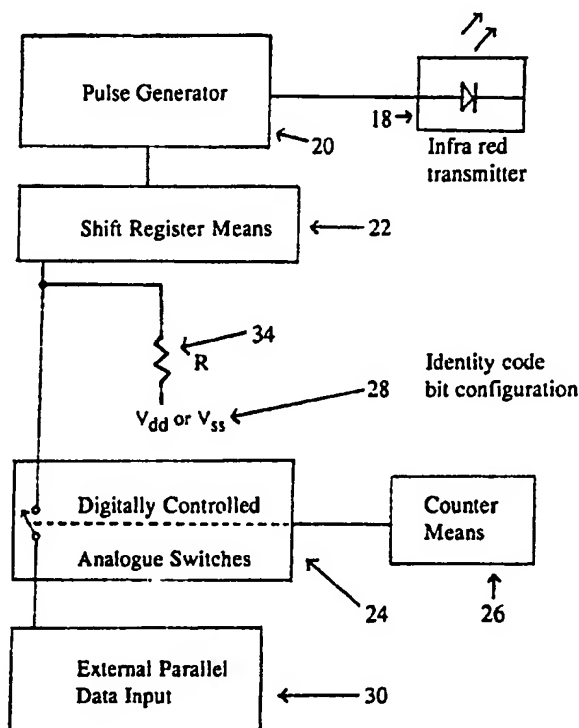 Pulse Generator
20
18
Infra red
transmitter
Shift Register Means
22
34
R
V_dd or V_ss
28
Identity code
bit configuration
Digitally Controlled
Analogue Switches
24
Counter
Means
26
External Parallel
Data Input
30